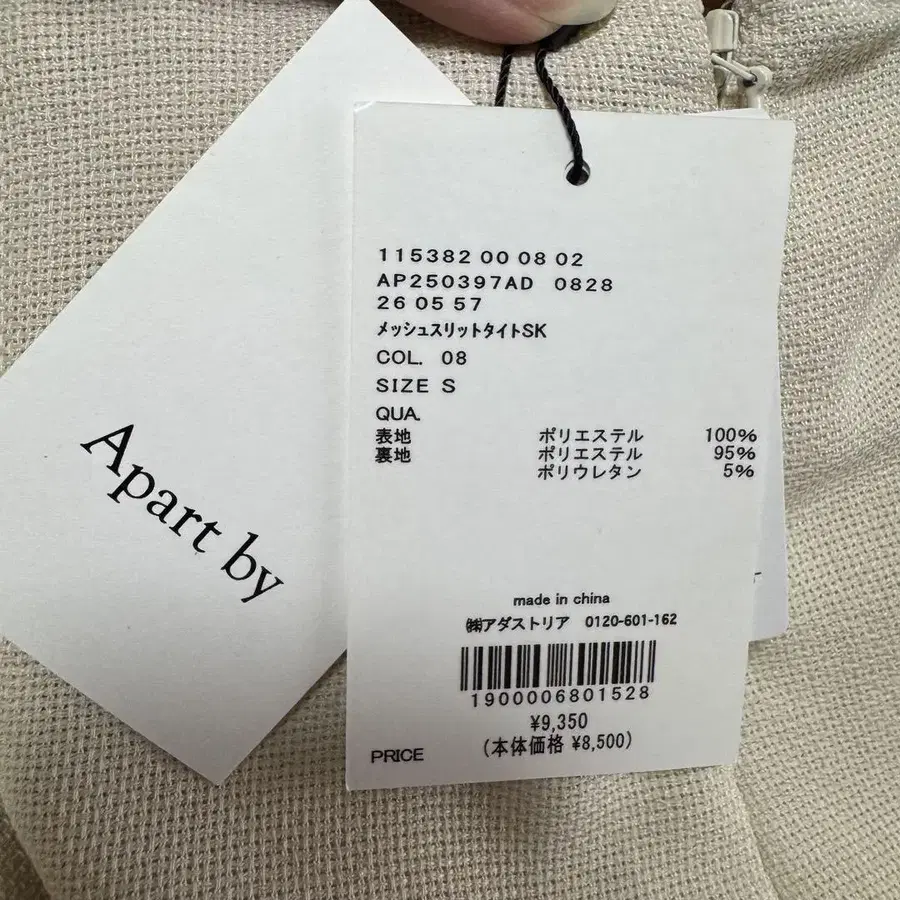 Apart by
115382 00 08 02
AP250397AD 0828
26 05 57
メッシュスリットタイトSK
COL. 08
SIZE S
QUA.
表地 ポリエステル 100%
裏地 ポリエステル 95%
ポリウレタン 5%
made in china
㈱アダストリア 0120-601-162
1900006801528
¥9,350
(本体価格 ¥8,500)
PRICE